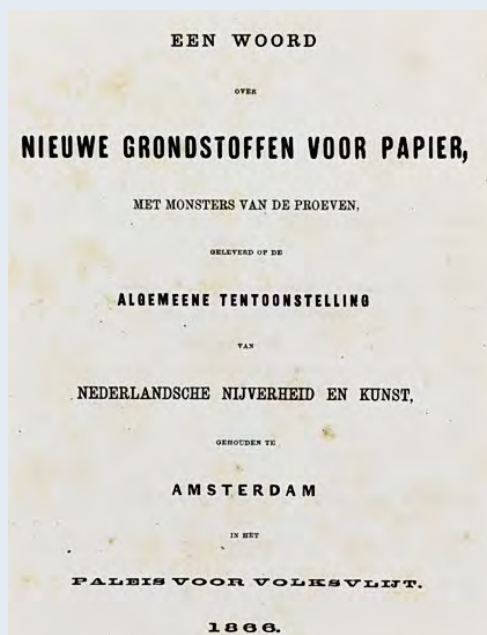 EEN WOORD
OVER
NIEUWE GRONDSTOFFEN VOOR PAPIER,
MET MONSTERS VAN DE PROEVEN,
GELEVERD OP DE
ALGEMEENE TENTOONSTELLING
VAN
NEDERLANDSCHE NIJVERHEID EN KUNST,
GEHOUDEN TE
AMSTERDAM
IN HET
PALEIS VOOR VOLKSVLIJT.
1866.